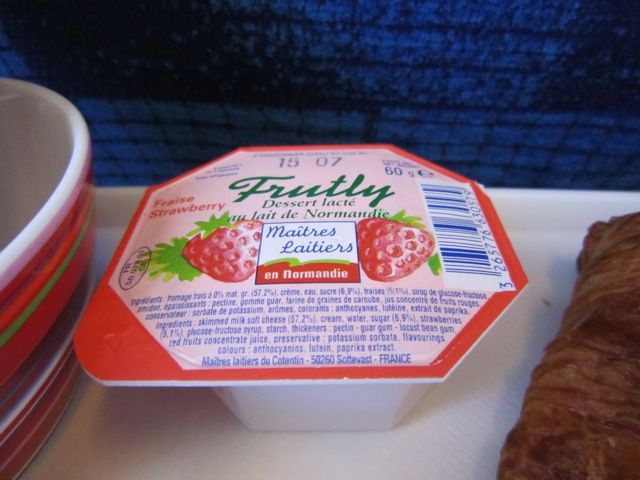 15 07
60 g e
Fraise
Strawberry
Frutly
Dessert lacté
au lait de Normandie
Maîtres
Laitiers
en Normandie
Ingrédients : fromage frais à 0% mat. gr. (57,2%), crème, eau, sucre (6,9%), fraises (5,1%), sirop de glucose-fructose,
amidon, épaississants : pectine, gomme guar, farine de graines de caroube, jus concentré de fruits rouges,
conservateur : sorbate de potassium, arômes, colorants : anthocyanes, lutéine, extrait de paprika.
Ingredients : skimmed milk soft cheese (57,2%), cream, water, sugar (6,9%), strawberries
(5,1%), glucose-fructose syrup, starch, thickeners : pectin - guar gum - locust bean gum
red fruits concentrate juice, preservative : potassium sorbate, flavourings
colours : anthocyanins, lutein, paprika extract.
Maîtres laitiers du Cotentin - 50260 Sottevast - FRANCE